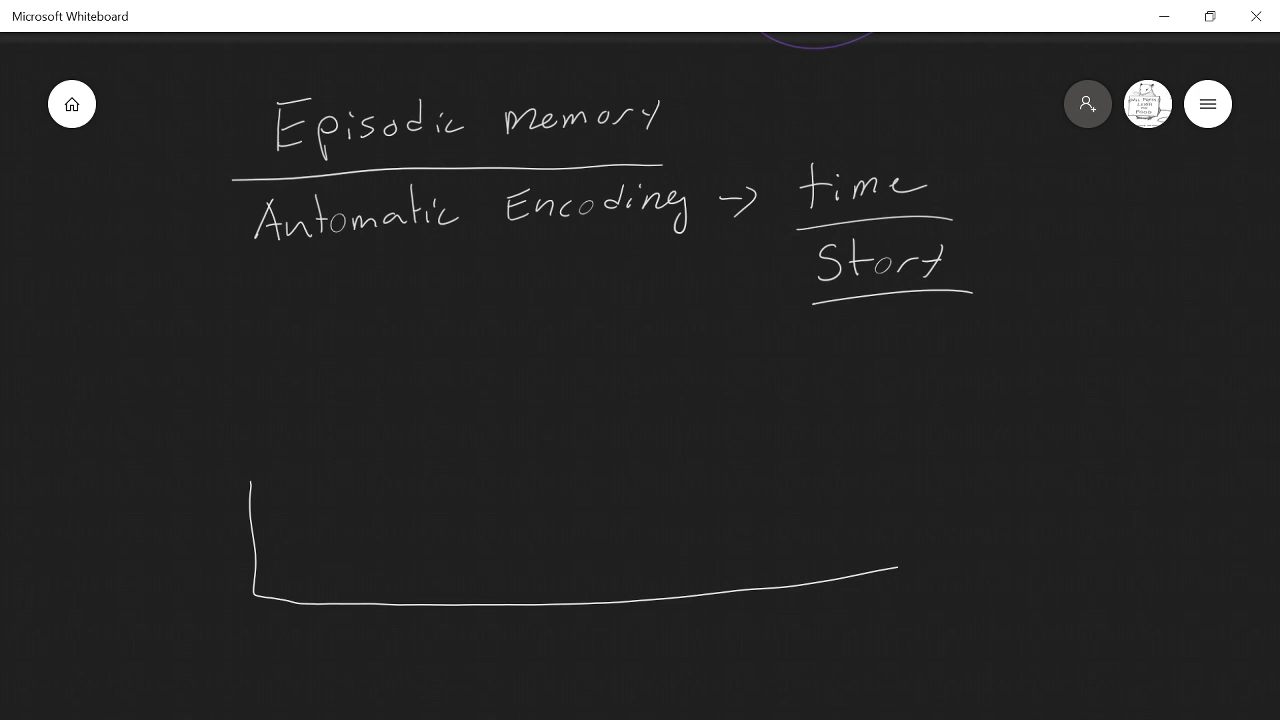 Microsoft Whiteboard
Episodic memory
Automatic Encoding → time
Story